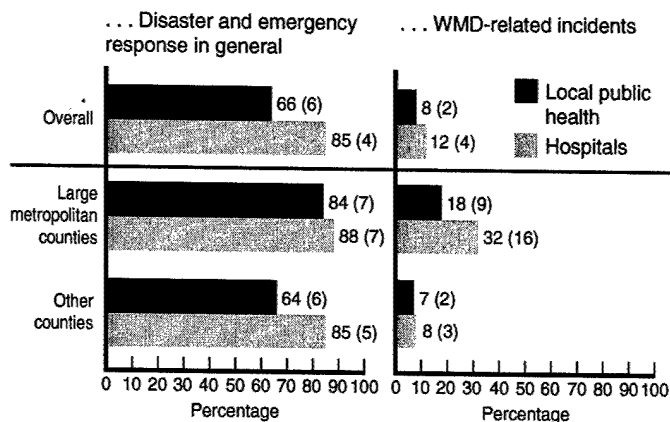 . . . Disaster and emergency
response in general
. . . WMD-related incidents
Local public
health
Hospitals
Overall
66 (6)
85 (4)
8 (2)
12 (4)
Large
metropolitan
counties
84 (7)
88 (7)
18 (9)
32 (16)
Other
counties
64 (6)
85 (5)
7 (2)
8 (3)
0 10 20 30 40 50 60 70 80 90 100
Percentage
0 10 20 30 40 50 60 70 80 90 100
Percentage